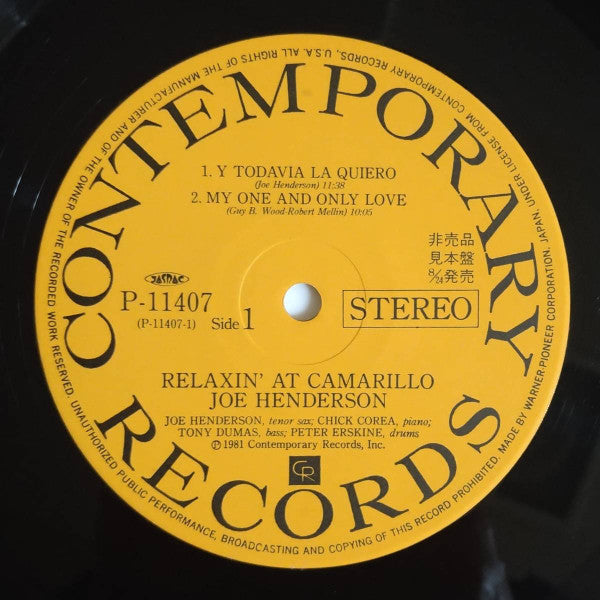 CONTEMPORARY
RECORDS
1. Y TODAVIA LA QUIERO
(Joe Henderson) 11:38
2. MY ONE AND ONLY LOVE
(Guy B. Wood-Robert Mellin) 10:05
非売品
見本盤
8/24発売
JASRAC
P-11407
(P-11407-1) Side 1
STEREO
RELAXIN' AT CAMARILLO
JOE HENDERSON
JOE HENDERSON, tenor sax; CHICK COREA, piano;
TONY DUMAS, bass; PETER ERSKINE, drums
℗1981 Contemporary Records, Inc.
CR
ALL RIGHTS OF THE MANUFACTURER AND OF THE OWNER OF THE RECORDED WORK RESERVED. UNAUTHORIZED PUBLIC PERFORMANCE, BROADCASTING AND COPYING OF THIS RECORD PROHIBITED. MADE BY WARNER-PIONEER CORPORATION, JAPAN, UNDER LICENSE FROM CONTEMPORARY RECORDS, U.S.A.